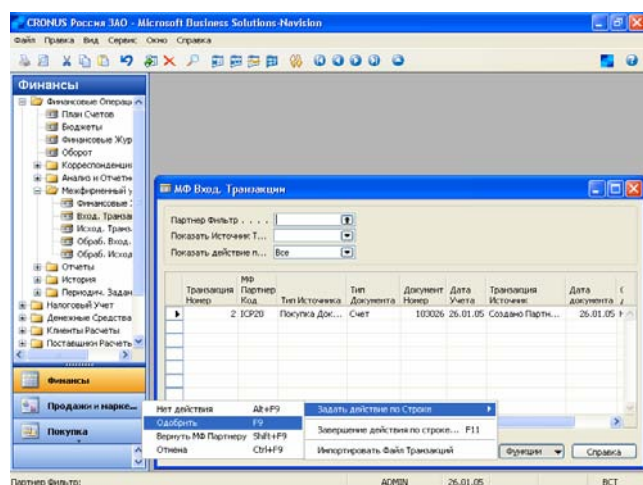 CRONUS Россия ЗАО - Microsoft Business Solutions-Navision
Файл Правка Вид Сервис Окно Справка
Финансы
Финансовые Операц
План Счетов
Бюджеты
Финансовые Жур
Оборот
Корреспонденция
Анализ и Отчетн
Межфирменный у
Финансовые
Вход. Транза
Исход. Транз.
Обраб. Вход.
Обраб. Исход
Отчеты
История
Периодич. Задан
Налоговый Учет
Денежные Средства
Клиенты Расчеты
Поставщики Расчеть
Финансы
Продажи и марке...
Покупка
МФ Вход. Транзакции
Партнер Фильтр . . . .
Показать Источник Т...
Показать действие п... Все
Транзакция Номер МФ Партнер Код Тип Источника Тип Документа Документ Номер Дата Учета Транзакция Источник Дата документа
2 ICP20 Покупка Док... Счет 103026 26.01.05 Создано Партн... 26.01.05
Нет действия Alt+F9
Одобрить F9
Вернуть МФ Партнеру Shift+F9
Отмена Ctrl+F9
Задать действие по Строке
Завершение действия по строке... F11
Импортировать Файл Транзакций
Функции Справка
Партнер Фильтр: ADMIN 26.01.05 ВСТ